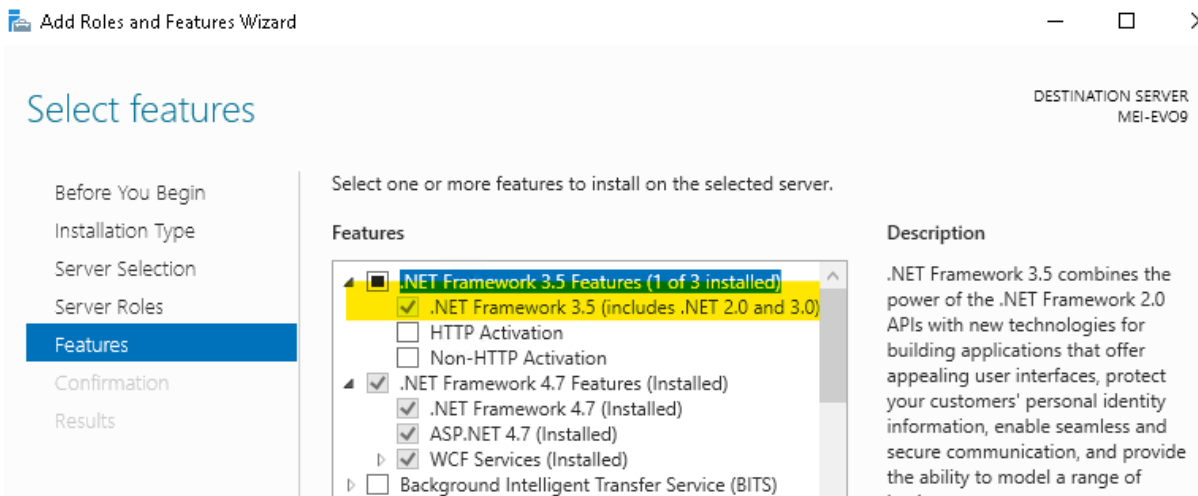 Add Roles and Features Wizard
Select features
DESTINATION SERVER
MEI-EVO9
Before You Begin
Installation Type
Server Selection
Server Roles
Features
Confirmation
Results
Select one or more features to install on the selected server.
Features
.NET Framework 3.5 Features (1 of 3 installed)
.NET Framework 3.5 (includes .NET 2.0 and 3.0)
HTTP Activation
Non-HTTP Activation
.NET Framework 4.7 Features (Installed)
.NET Framework 4.7 (Installed)
ASP.NET 4.7 (Installed)
WCF Services (Installed)
Background Intelligent Transfer Service (BITS)
Description
.NET Framework 3.5 combines the
power of the .NET Framework 2.0
APIs with new technologies for
building applications that offer
appealing user interfaces, protect
your customers' personal identity
information, enable seamless and
secure communication, and provide
the ability to model a range of